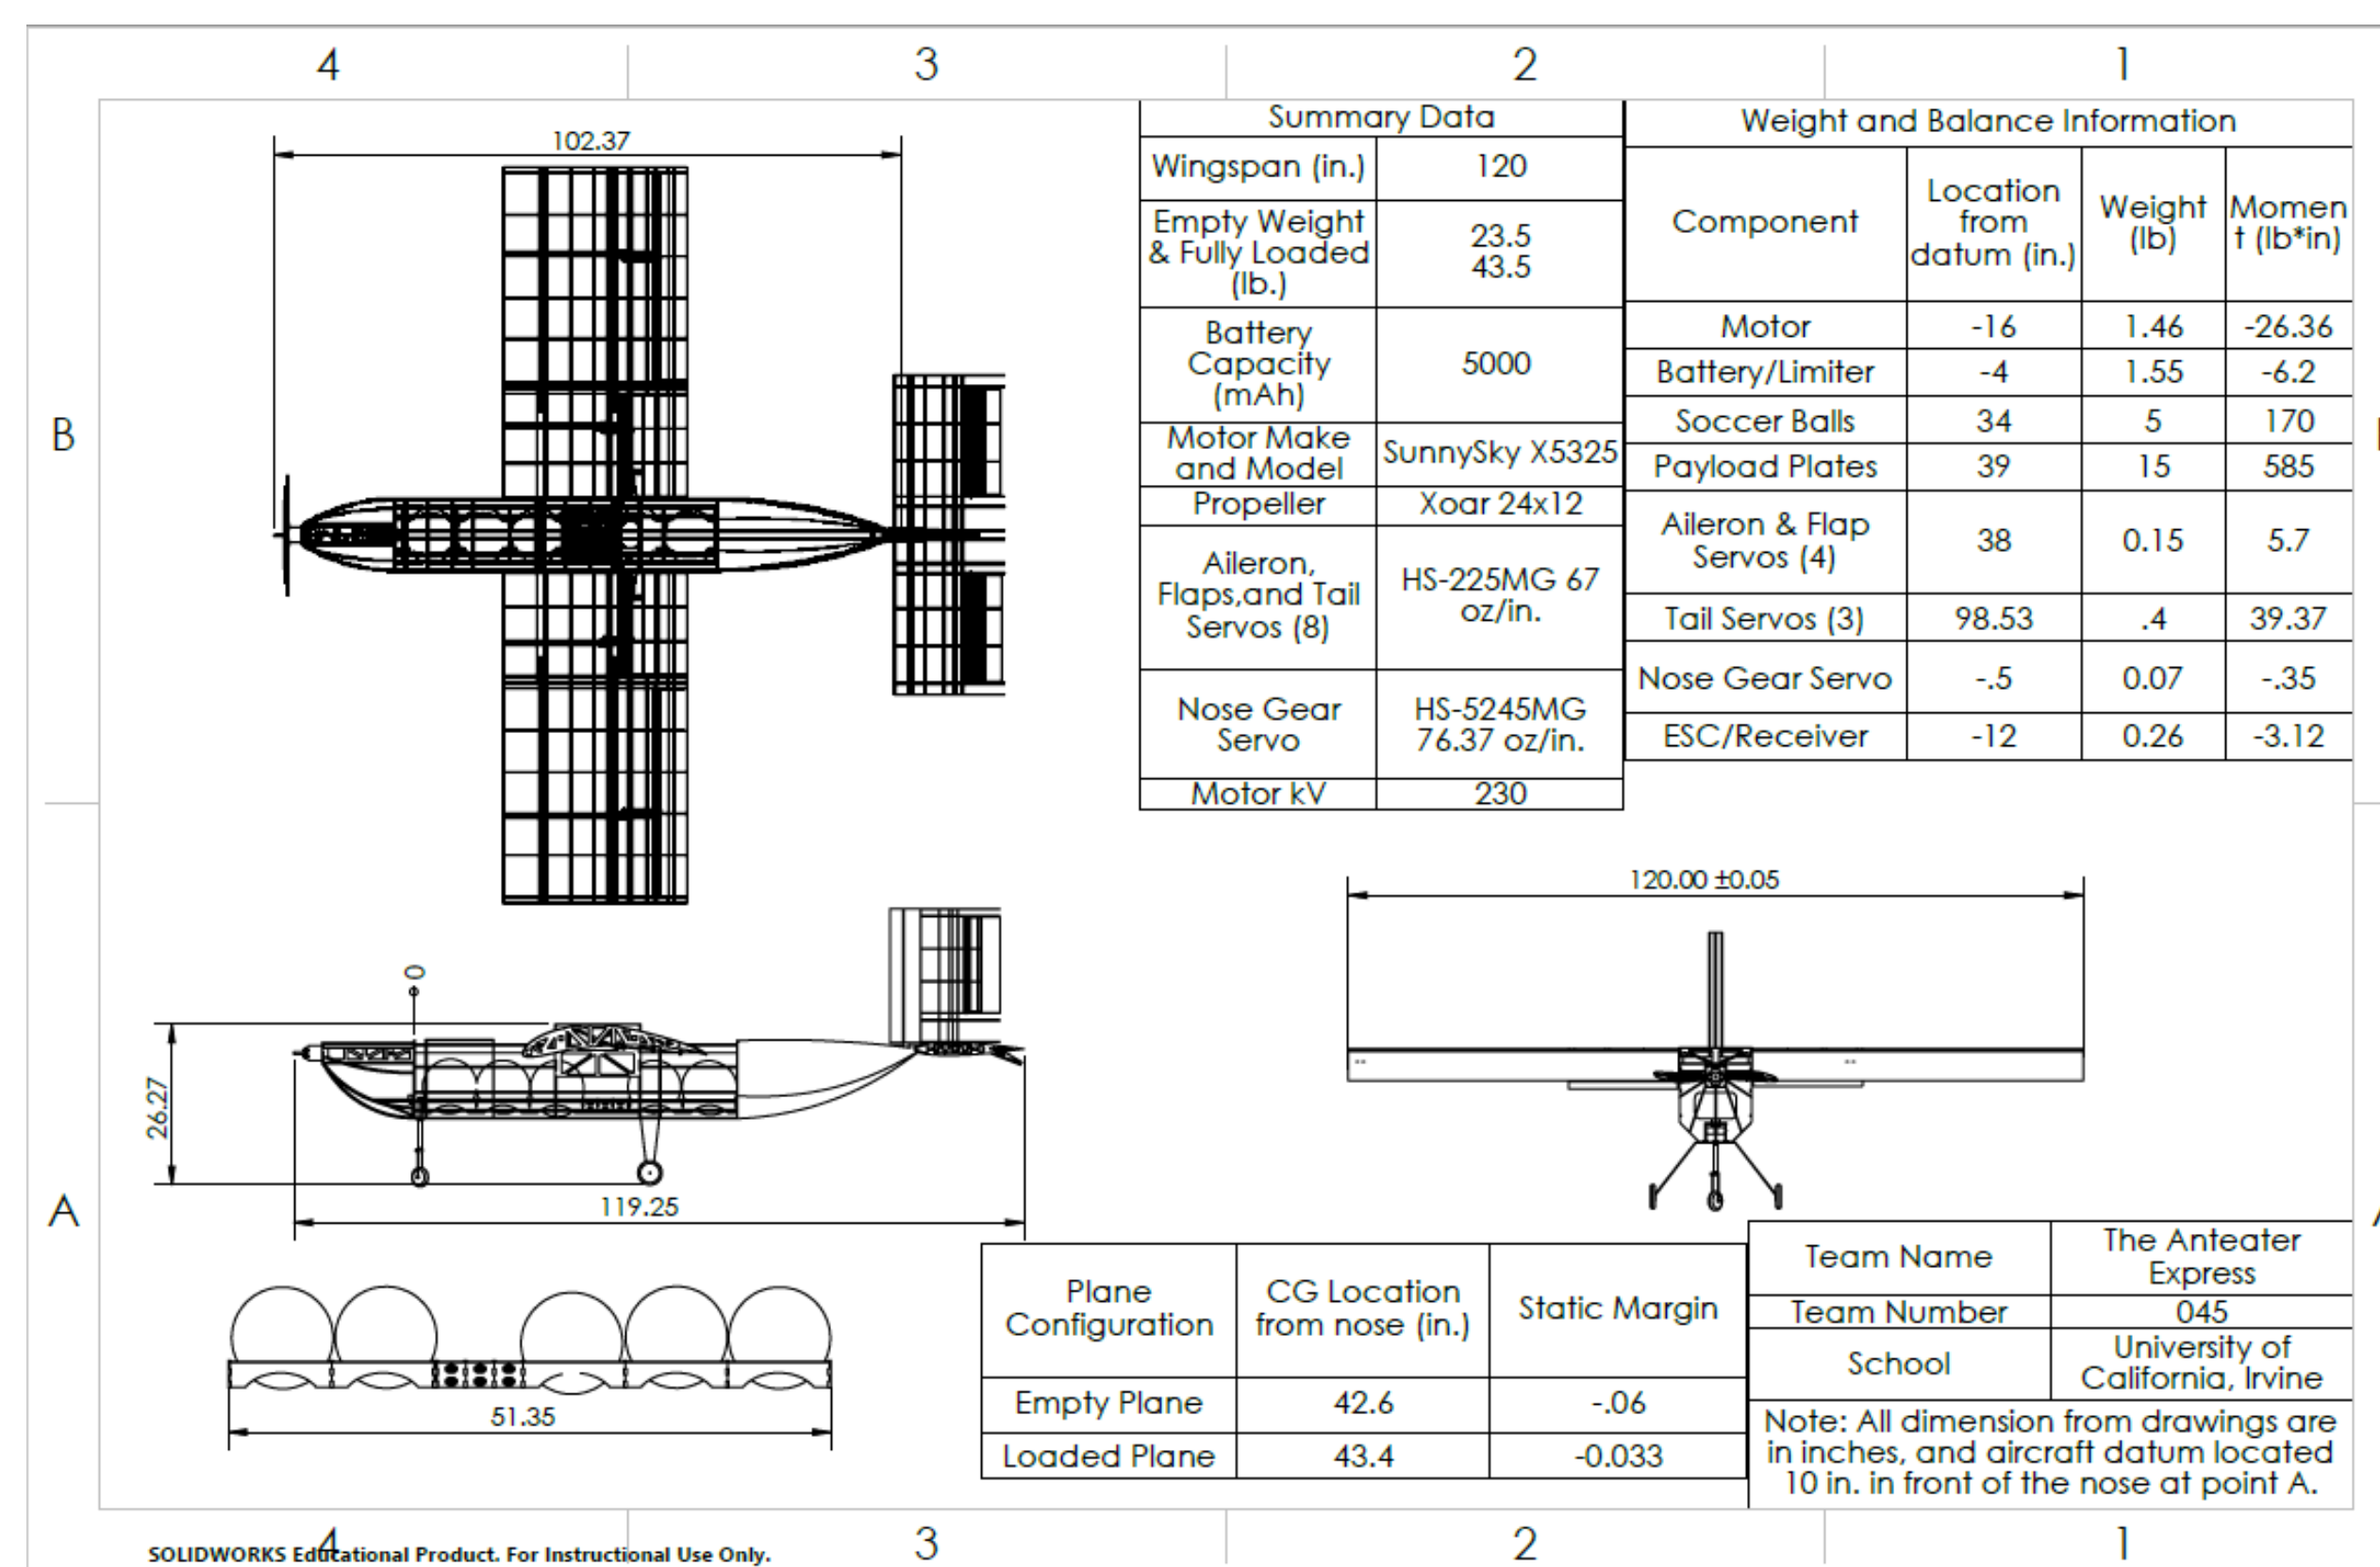 4 3 2 1
B
A
102.37
Summary Data
Wingspan (in.) 120
Empty Weight
& Fully Loaded
(lb.)
23.5
43.5
Battery
Capacity
(mAh)
5000
Motor Make
and Model
SunnySky X5325
Propeller Xoar 24x12
Aileron,
Flaps,and Tail
Servos (8)
HS-225MG 67
oz/in.
Nose Gear
Servo
HS-5245MG
76.37 oz/in.
Motor kV 230
Weight and Balance Information
Component
Location
from
datum (in.)
Weight
(lb)
Momen
t (lb*in)
Motor -16 1.46 -26.36
Battery/Limiter -4 1.55 -6.2
Soccer Balls 34 5 170
Payload Plates 39 15 585
Aileron & Flap
Servos (4)
38 0.15 5.7
Tail Servos (3) 98.53 .4 39.37
Nose Gear Servo -.5 0.07 -.35
ESC/Receiver -12 0.26 -3.12
0
26.27
119.25
120.00 ±0.05
51.35
Plane
Configuration
CG Location
from nose (in.)
Static Margin
Empty Plane 42.6 -.06
Loaded Plane 43.4 -0.033
Team Name
The Anteater
Express
Team Number 045
School
University of
California, Irvine
Note: All dimension from drawings are
in inches, and aircraft datum located
10 in. in front of the nose at point A.
4 3 2 1
SOLIDWORKS Educational Product. For Instructional Use Only.